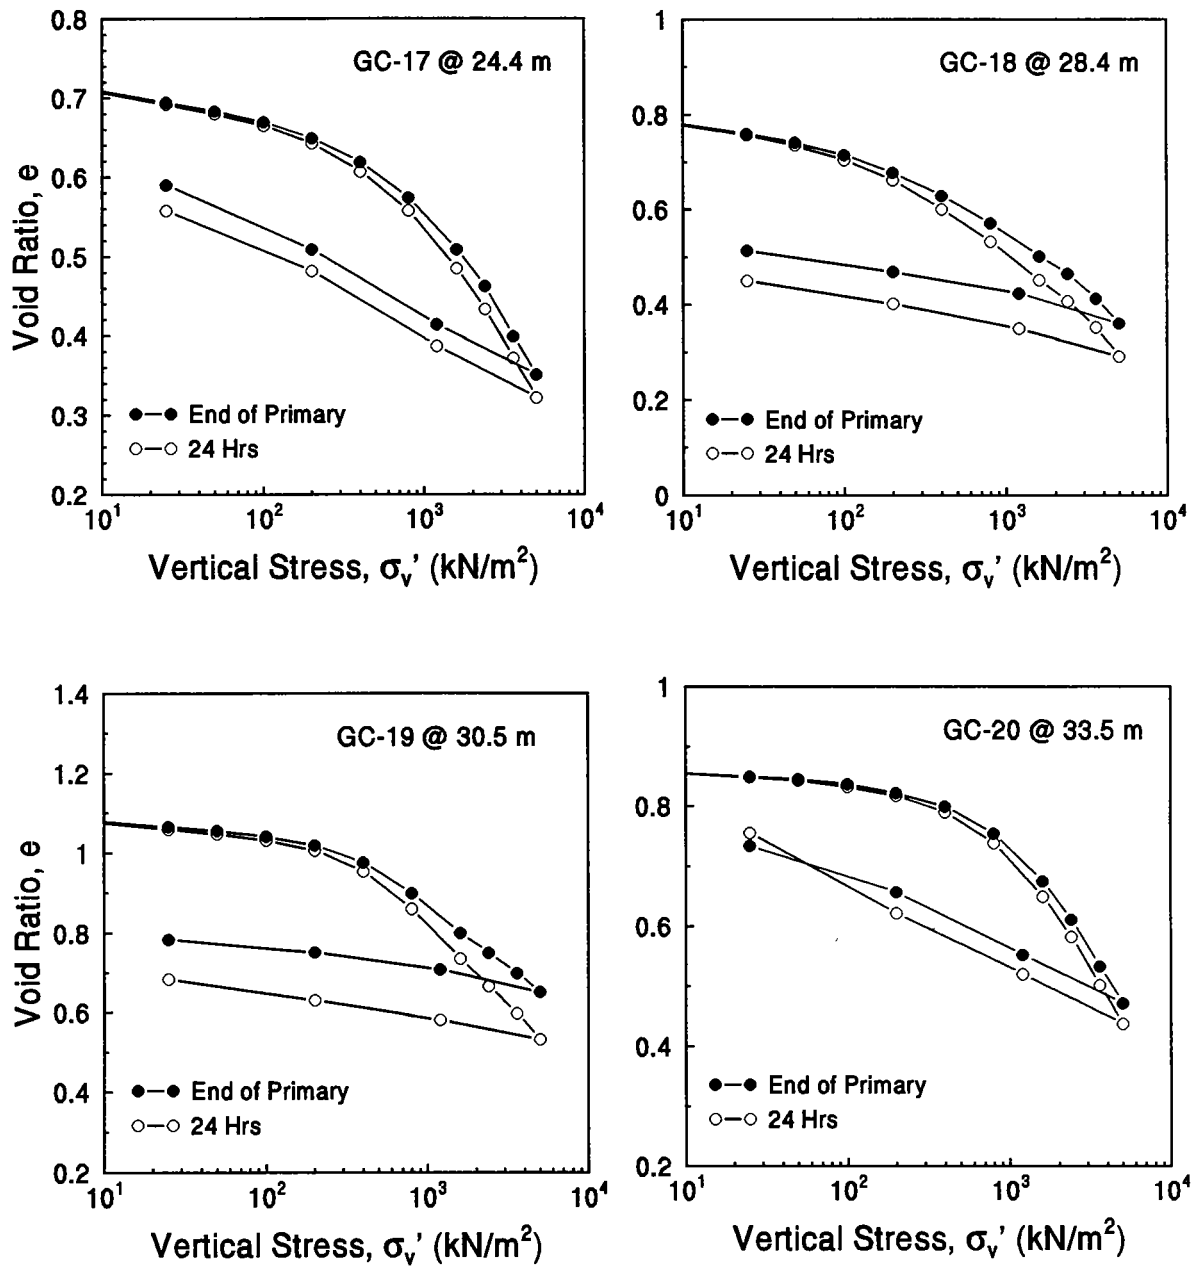 GC-17 @ 24.4 m
0.8
0.7
0.6
0.5
0.4
0.3
0.2
Void Ratio, e
End of Primary
24 Hrs
10¹ 10² 10³ 10⁴
Vertical Stress, σᵥ' (kN/m²)
GC-18 @ 28.4 m
1
0.8
0.6
0.4
0.2
0
End of Primary
24 Hrs
10¹ 10² 10³ 10⁴
Vertical Stress, σᵥ' (kN/m²)
GC-19 @ 30.5 m
1.4
1.2
1
0.8
0.6
0.4
0.2
Void Ratio, e
End of Primary
24 Hrs
10¹ 10² 10³ 10⁴
Vertical Stress, σᵥ' (kN/m²)
GC-20 @ 33.5 m
1
0.8
0.6
0.4
0.2
End of Primary
24 Hrs
10¹ 10² 10³ 10⁴
Vertical Stress, σᵥ' (kN/m²)